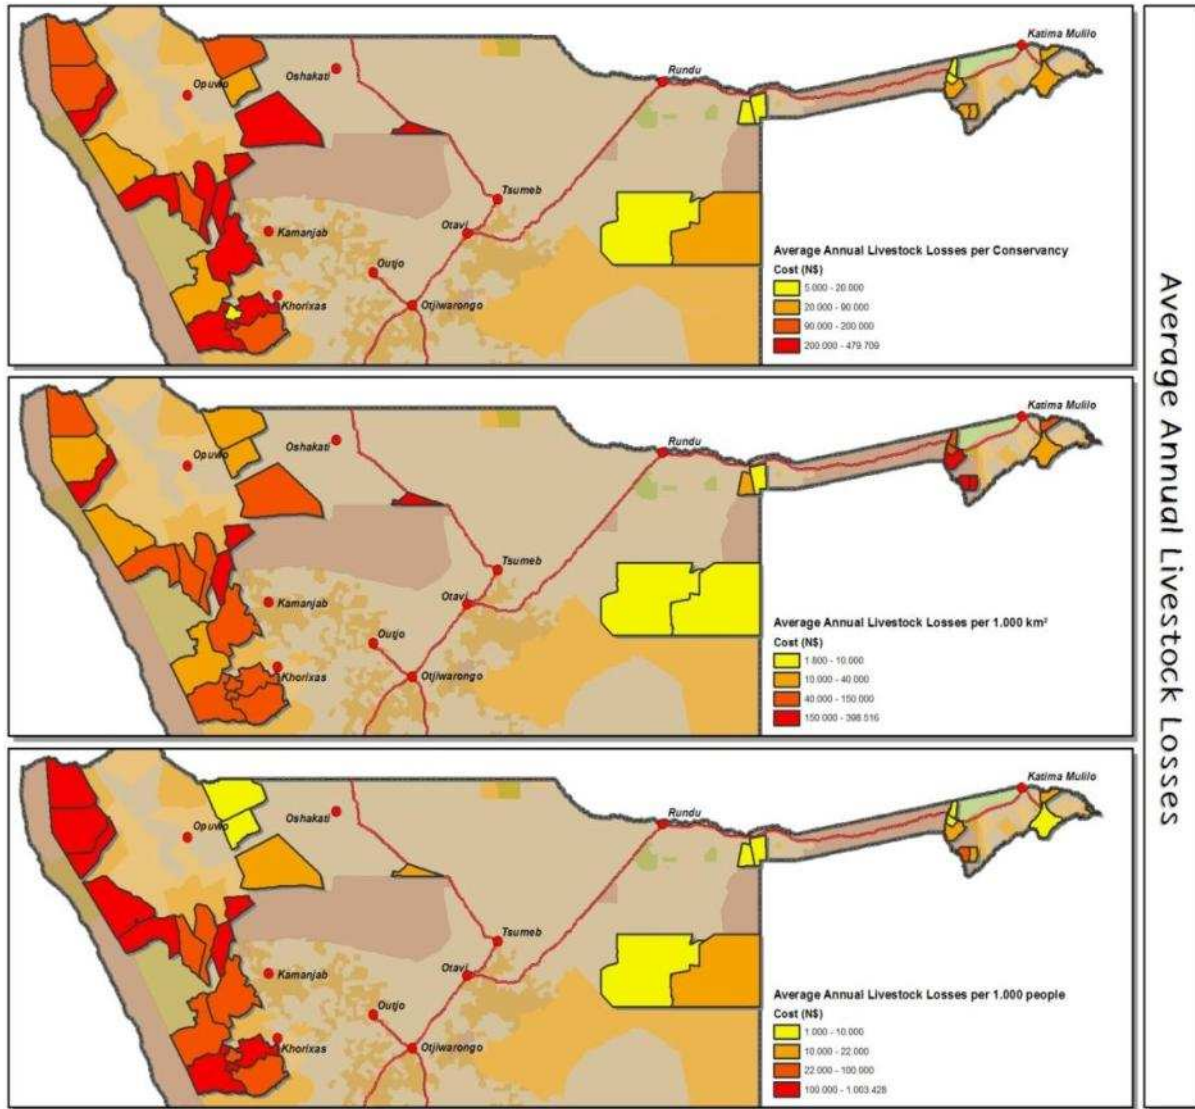 Katima Mulilo
Opuwo
Oshakati
Rundu
Tsumeb
Otavi
Kamanjab
Outjo
Khorixas
Otjiwarongo
Average Annual Livestock Losses per Conservancy
Cost (N$)
5.000 - 20.000
20.000 - 90.000
90.000 - 200.000
200.000 - 479.709
Katima Mulilo
Opuwo
Oshakati
Rundu
Tsumeb
Otavi
Kamanjab
Outjo
Khorixas
Otjiwarongo
Average Annual Livestock Losses per 1.000 km²
Cost (N$)
1.800 - 10.000
10.000 - 40.000
40.000 - 150.000
150.000 - 398.516
Katima Mulilo
Opuwo
Oshakati
Rundu
Tsumeb
Otavi
Kamanjab
Outjo
Khorixas
Otjiwarongo
Average Annual Livestock Losses per 1.000 people
Cost (N$)
1.000 - 10.000
10.000 - 22.000
22.000 - 100.000
100.000 - 1.003.428
Average Annual Livestock Losses